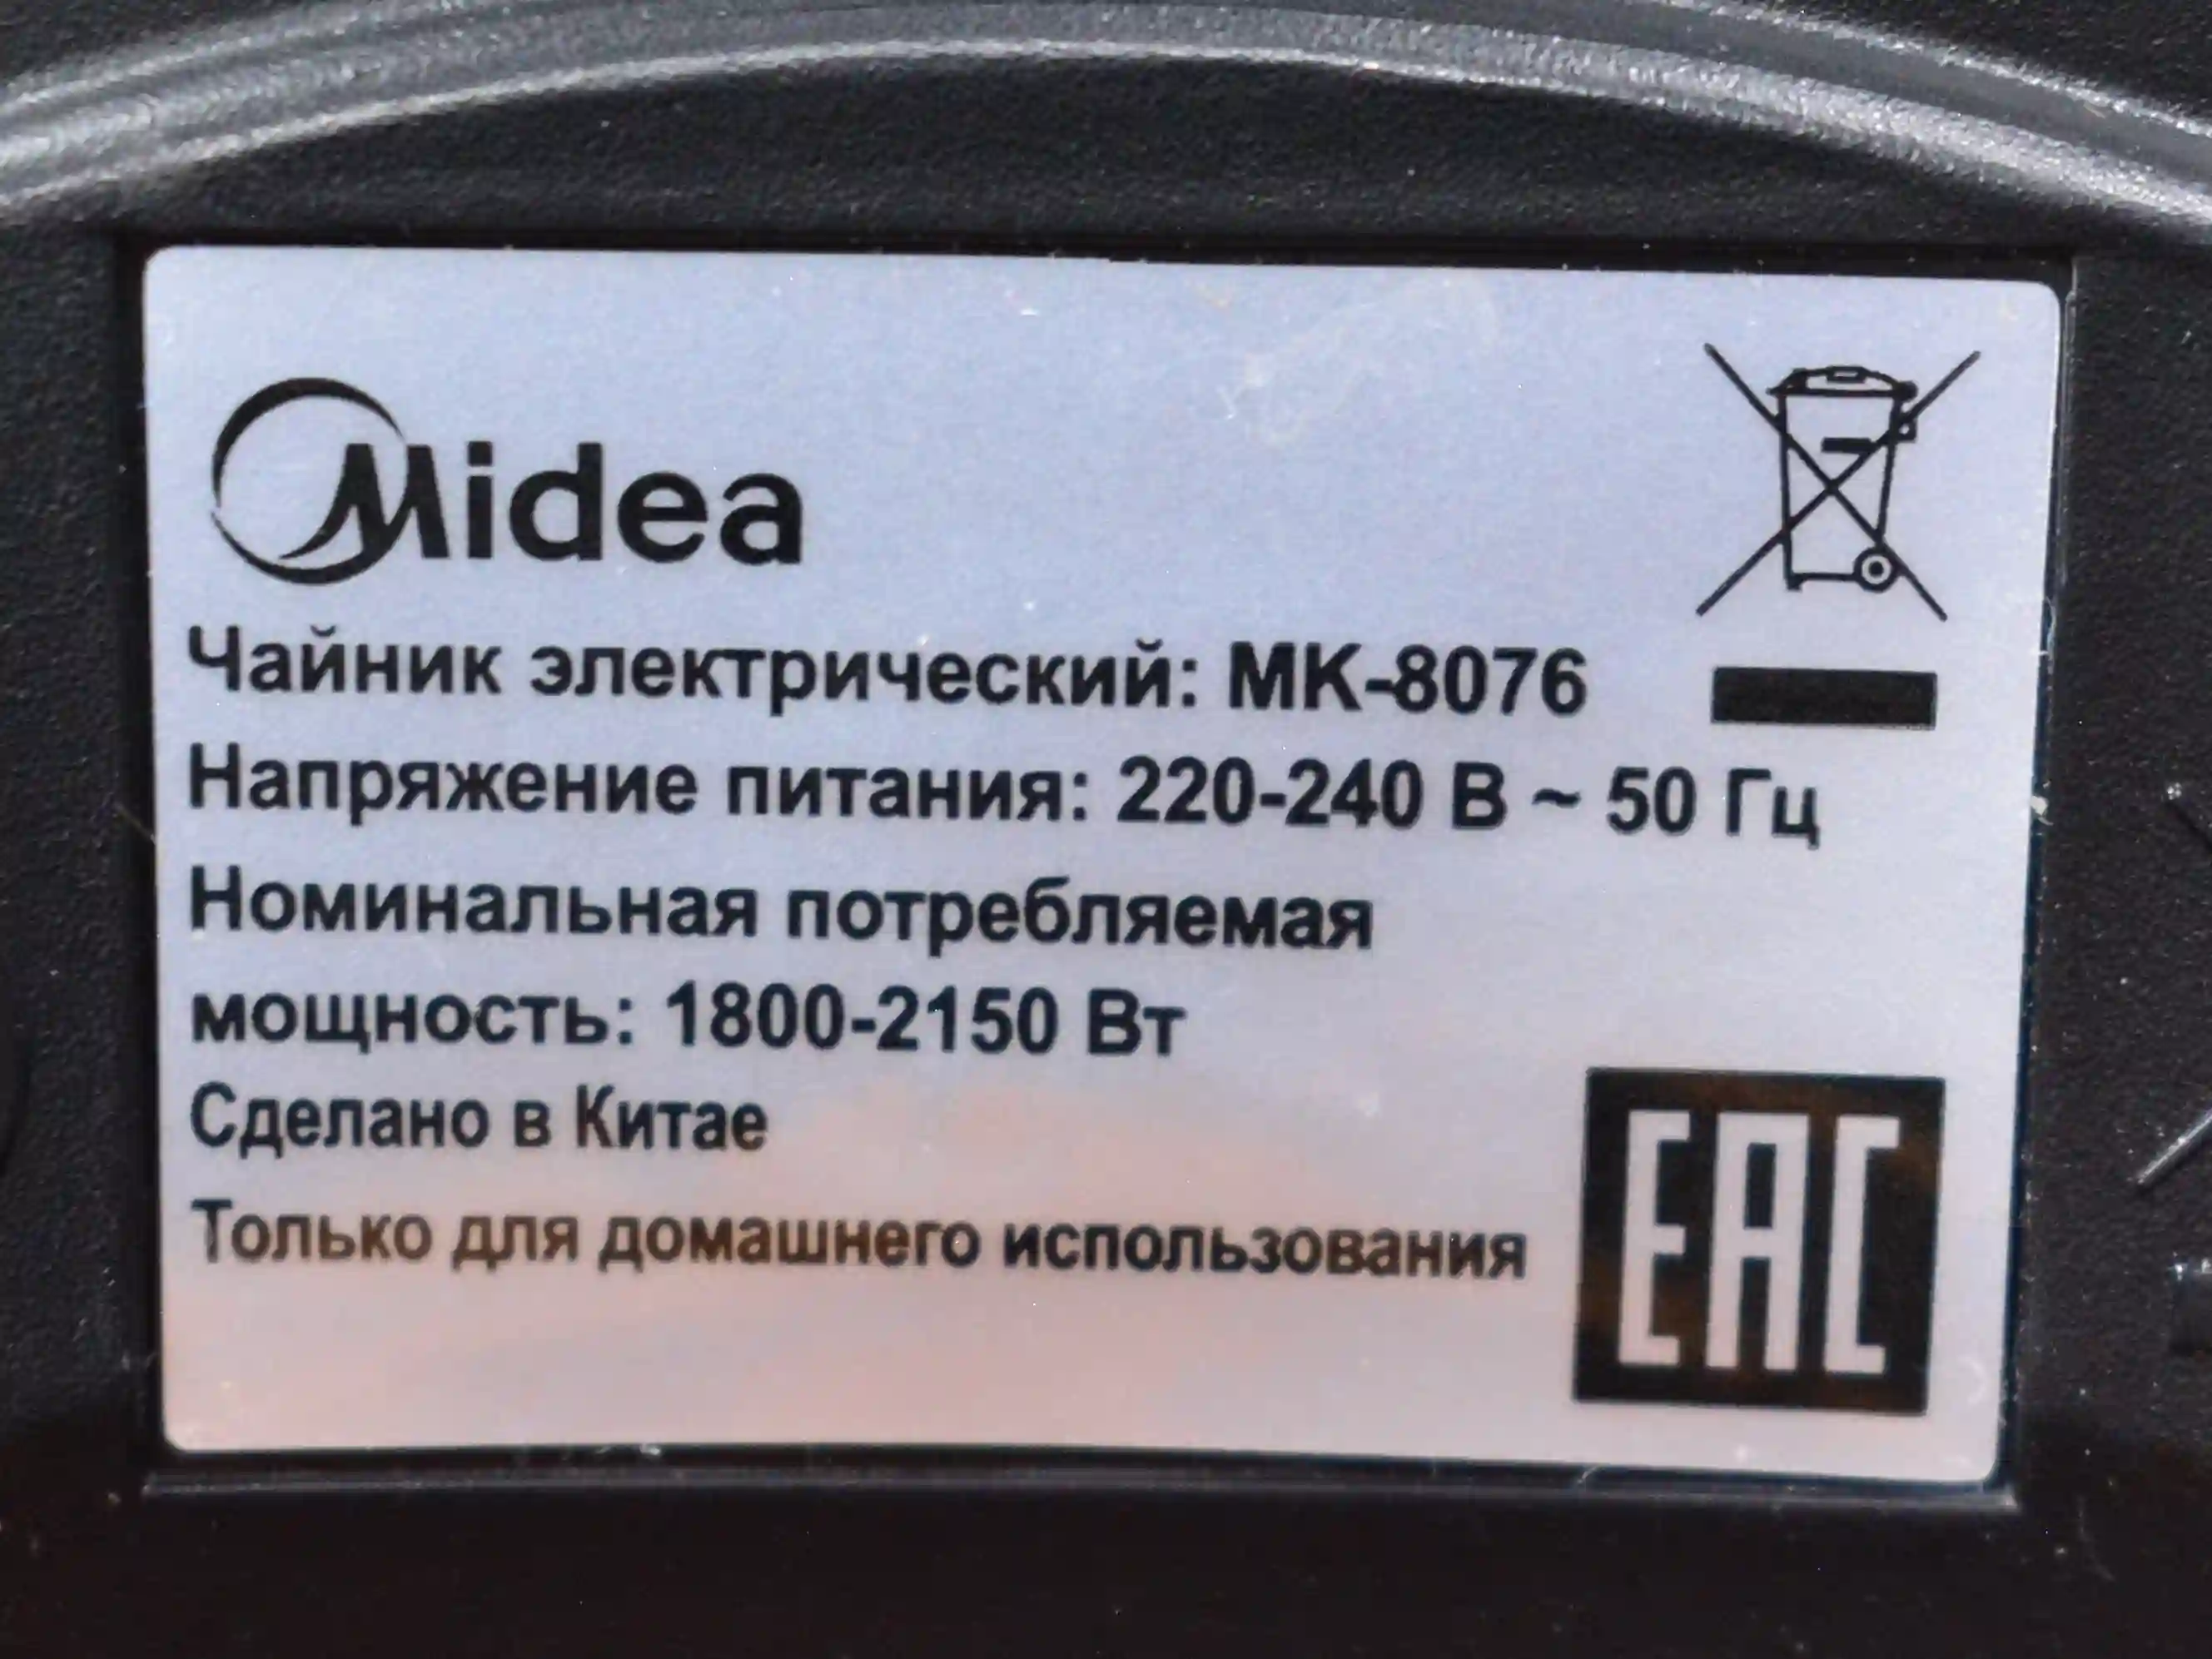 Midea
Чайник электрический: MK-8076
Напряжение питания: 220-240 В ~ 50 Гц
Номинальная потребляемая
мощность: 1800-2150 Вт
Сделано в Китае
Только для домашнего использования
EAC